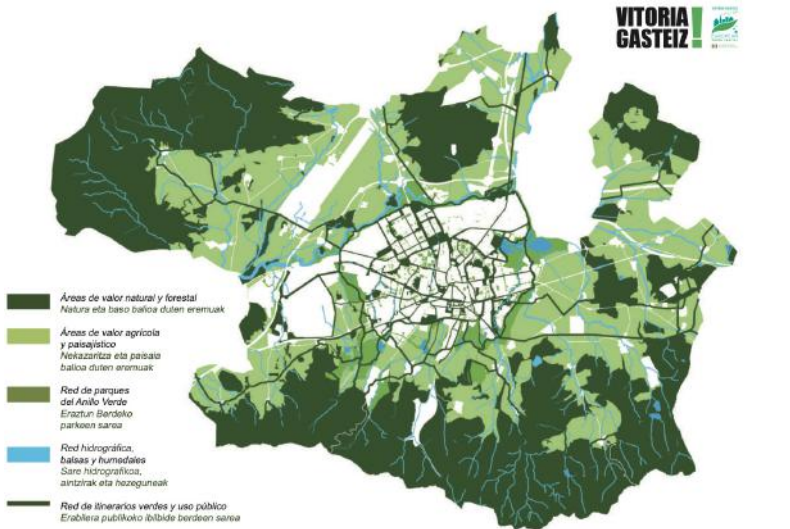 VITORIA
GASTEIZ
Áreas de valor natural y forestal
Natura eta baso balioa duten eremuak
Áreas de valor agrícola
y paisajístico
Nekazaritza eta paisaia
balioa duten eremuak
Red de parques
del Anillo Verde
Eraztun Berdeko
parkeen sarea
Red hidrográfica,
balsas y humedales
Sare hidrografikoa,
aintzirak eta hezeguneak
Red de itinerarios verdes y uso público
Erabilera publikoko ibilbide berdeen sarea